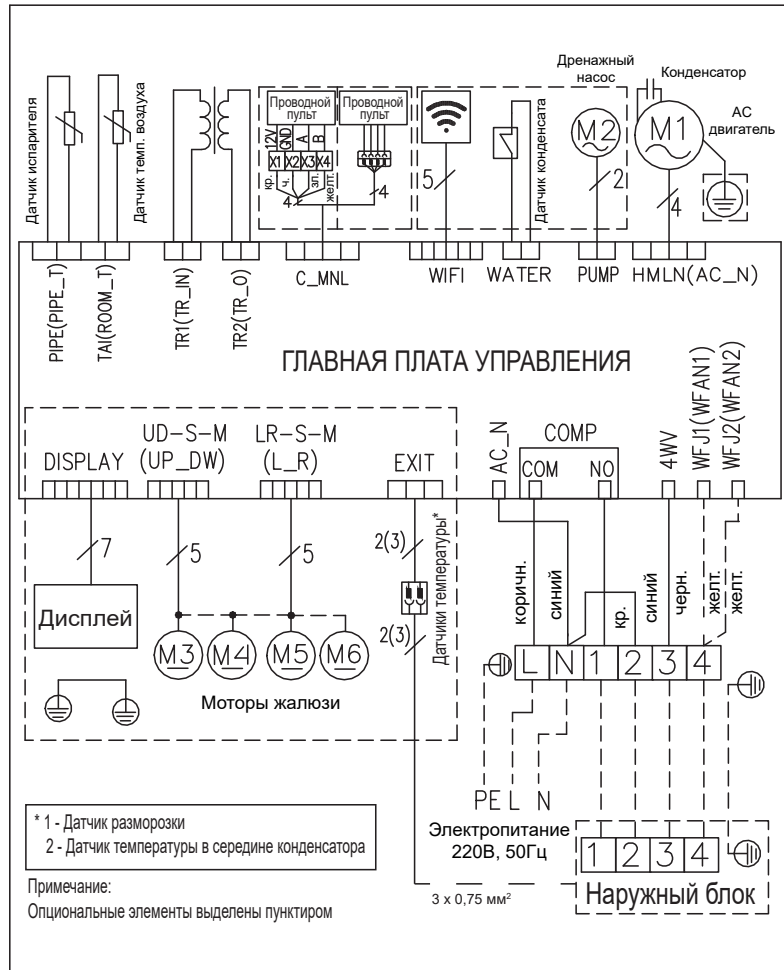 Дренажный
насос
Конденсатор
Датчик испарителя
Датчик темп. воздуха
Проводной
пульт
Проводной
пульт
12V
GND
A
B
X1 X2 X3 X4
кр.
ч.
зл.
желт.
4
4
5
Датчик конденсата
M2
2
M1
AC
двигатель
4
PIPE(PIPE_T)
TAI(ROOM_T)
TR1(TR_IN)
TR2(TR_O)
C_MNL
WIFI
WATER
PUMP
HMLN(AC_N)
ГЛАВНАЯ ПЛАТА УПРАВЛЕНИЯ
DISPLAY
UD-S-M
(UP_DW)
LR-S-M
(L_R)
EXIT
AC_N
COMP
COM
NO
4WV
WFJ1(WFAN1)
WFJ2(WFAN2)
7
5
5
2(3)
2(3)
Датчики температуры*
Дисплей
M3 M4 M5 M6
Моторы жалюзи
коричн.
синий
кр.
синий
черн.
желт.
желт.
L N 1 2 3 4
PE L N
Электропитание
220В, 50Гц
1 2 3 4
Наружный блок
3 x 0,75 мм²
* 1 - Датчик разморозки
2 - Датчик температуры в середине конденсатора
Примечание:
Опциональные элементы выделены пунктиром